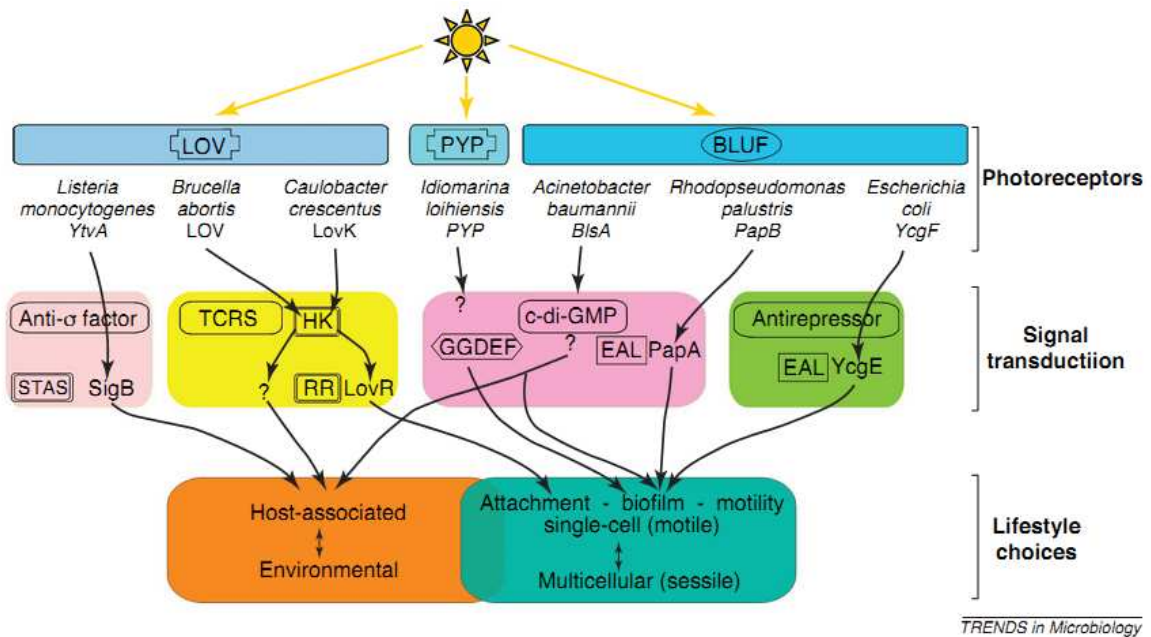 LOV
PYP
BLUF
Photoreceptors
Listeria
monocytogenes
YtvA
Brucella
abortis
LOV
Caulobacter
crescentus
LovK
Idiomarina
loihiensis
PYP
Acinetobacter
baumannii
BlsA
Rhodopseudomonas
palustris
PapB
Escherichia
coli
YcgF
Anti-σ factor
STAS SigB
TCRS
HK
?
RR LovR
?
c-di-GMP
?
GGDEF
EAL PapA
Antirepressor
EAL YcgE
Signal
transductiion
Host-associated
Environmental
Attachment - biofilm - motility
single-cell (motile)
Multicellular (sessile)
Lifestyle
choices
TRENDS in Microbiology